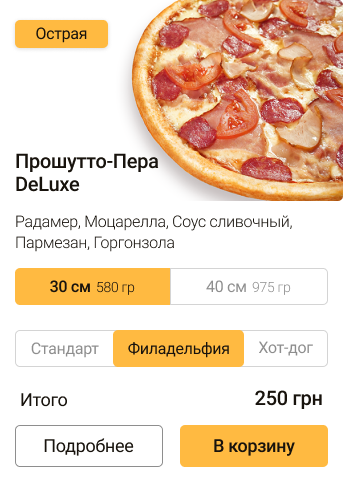 Острая
Прошутто-Пера
DeLuxe
Радамер, Моцарелла, Соус сливочный,
Пармезан, Горгонзола
30 см 580 гр 40 см 975 гр
Стандарт Филадельфия Хот-дог
Итого 250 грн
Подробнее В корзину